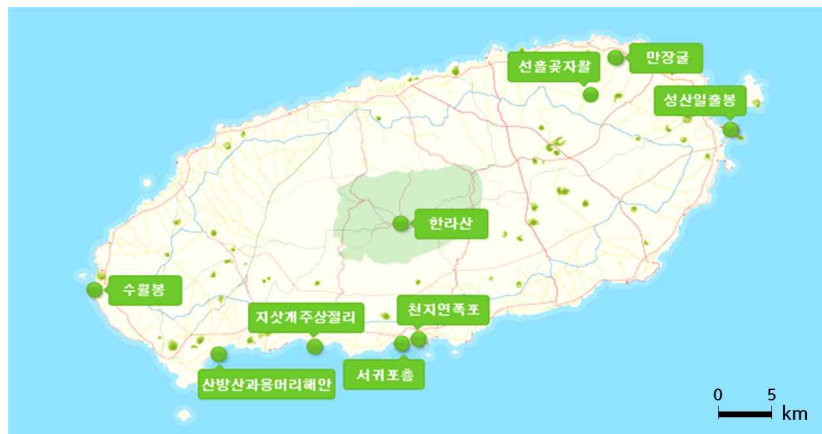 만장굴
선흘곶자왈
성산일출봉
한라산
수월봉
천지연폭포
지삿개주상절리
서귀포층
산방산과용머리해안
0 5
km